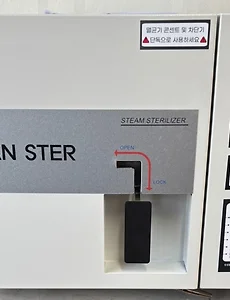 멸균기 콘센트 및 차단기
단독으로 사용하세요
STEAM STERILIZER
AN STER
OPEN
LOCK